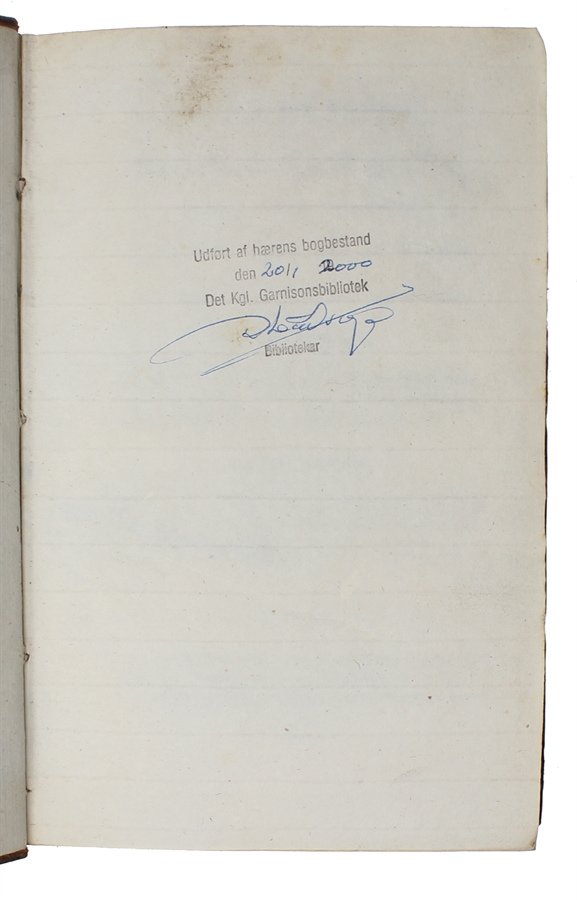 Udført af hærens bogbestand
den 20/1 2000
Det Kgl. Garnisonsbibliotek
Bibliotekar